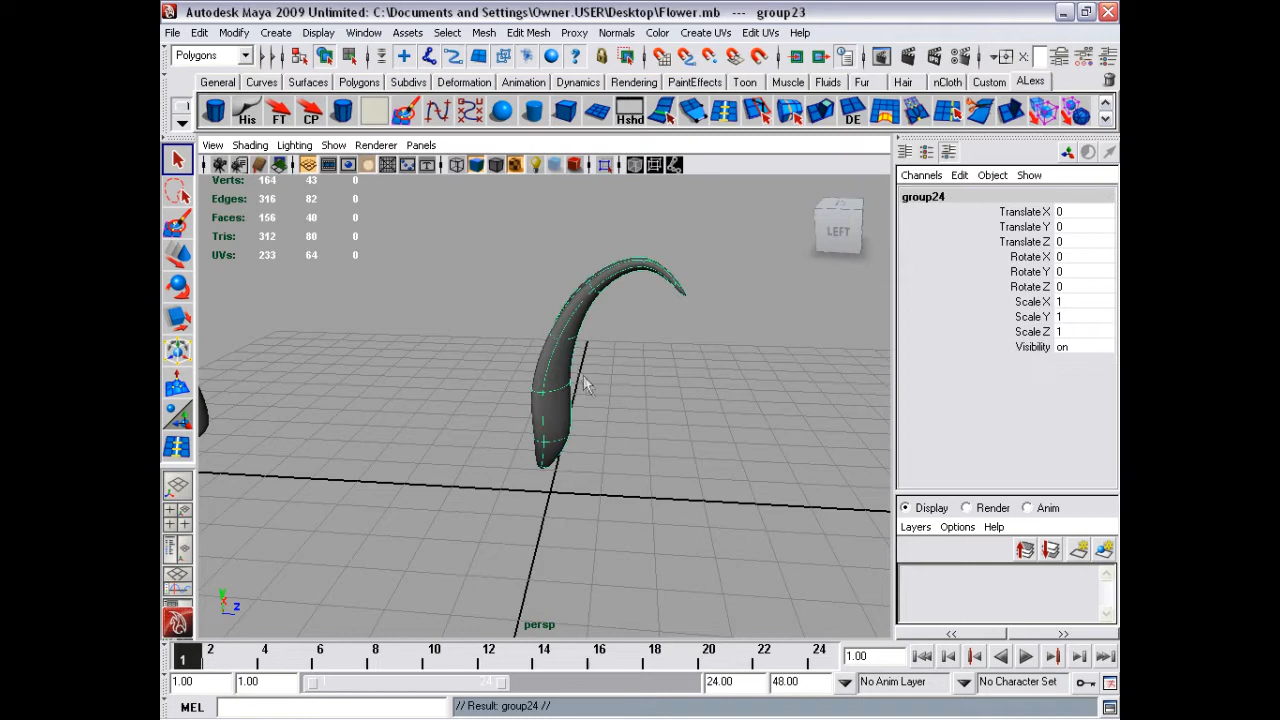 Autodesk Maya 2009 Unlimited: C:\Documents and Settings\Owner.USER\Desktop\Flower.mb --- group23
File Edit Modify Create Display Window Assets Select Mesh Edit Mesh Proxy Normals Color Create UVs Edit UVs Help
Polygons
General Curves Surfaces Polygons Subdivs Deformation Animation Dynamics Rendering PaintEffects Toon Muscle Fluids Fur Hair nCloth Custom ALexs
His FT CP Hshd DE
View Shading Lighting Show Renderer Panels
Channels Edit Object Show
Verts: 164 43 0
Edges: 316 82 0
Faces: 156 40 0
Tris: 312 80 0
UVs: 233 64 0
LEFT
group24
Translate X 0
Translate Y 0
Translate Z 0
Rotate X 0
Rotate Y 0
Rotate Z 0
Scale X 1
Scale Y 1
Scale Z 1
Visibility on
Display Render Anim
Layers Options Help
y
x
z
persp
<< >>
1 2 4 6 8 10 12 14 16 18 20 22 24 1.00
1.00 1.00 1 24 24.00 48.00 No Anim Layer No Character Set
MEL // Result: group24 //